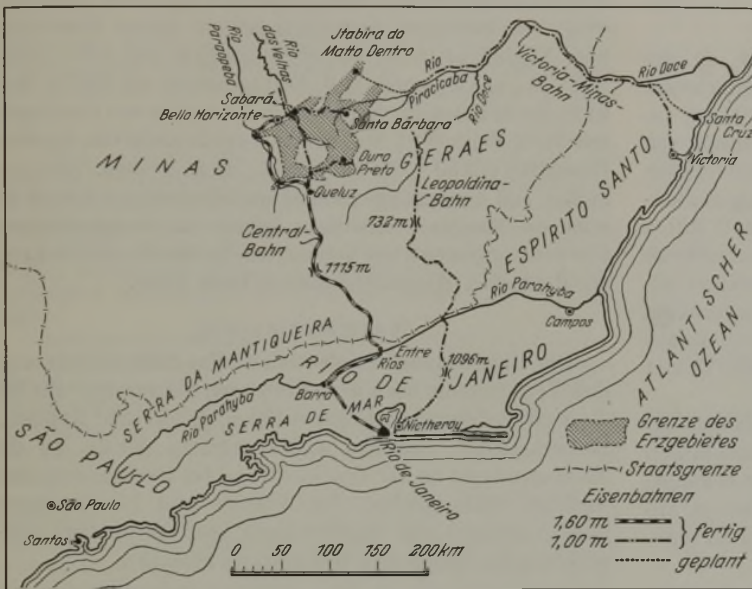 Rio
Paraopeba
Rio
das Velhas
Jtabira do
Matto Dentro
Rio
Piracicaba
Rio Doce
Victoria-Minas-
Bahn
Rio Doce
Sabará
Bello Horizonte
Santa Bárbara
Santa
Cruz
Victoria
MINAS
GERAES
Ouro
Preto
Queluz
Leopoldina-
Bahn
732 m
Central-
Bahn
1115 m
ESPIRITO SANTO
Rio Parahyba
Campos
SERRA DA MANTIQUEIRA
Entre
Rios
1096 m
RIO DE
JANEIRO
ATLANTISCHER
OZEAN
Barra
Rio Parahyba
SERRA DE MAR
Nictheroy
Rio de Janeiro
SÃO PAULO
São Paulo
Santos
Grenze des
Erzgebietes
Staatsgrenze
Eisenbahnen
1,60 m
1,00 m
fertig
geplant
0 50 100 150 200 km